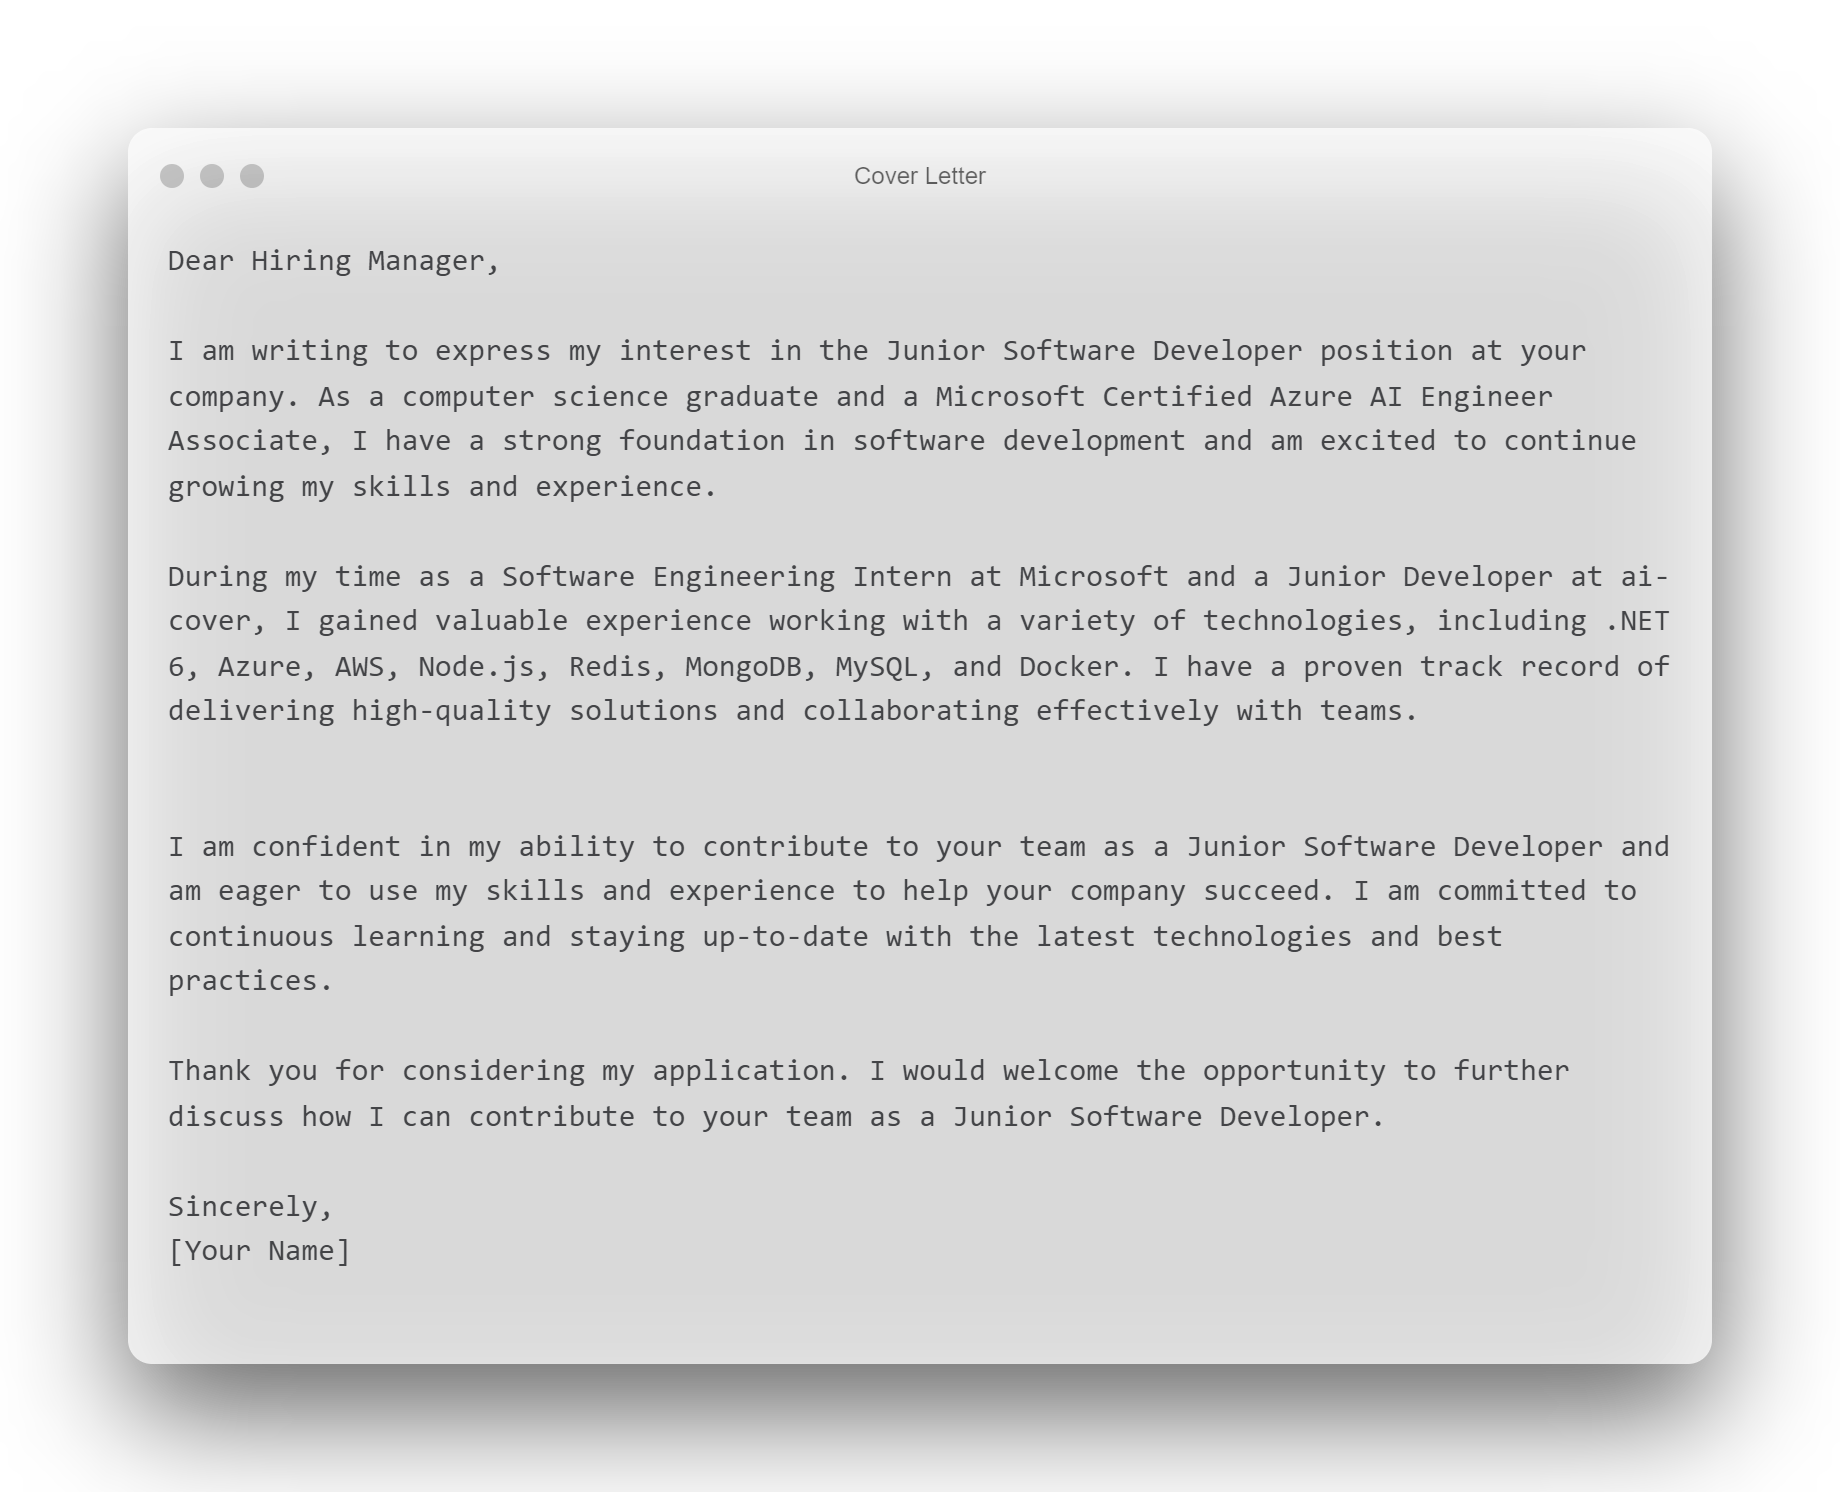 Cover Letter
Dear Hiring Manager,
I am writing to express my interest in the Junior Software Developer position at your
company. As a computer science graduate and a Microsoft Certified Azure AI Engineer
Associate, I have a strong foundation in software development and am excited to continue
growing my skills and experience.
During my time as a Software Engineering Intern at Microsoft and a Junior Developer at ai-
cover, I gained valuable experience working with a variety of technologies, including .NET
6, Azure, AWS, Node.js, Redis, MongoDB, MySQL, and Docker. I have a proven track record of
delivering high-quality solutions and collaborating effectively with teams.
I am confident in my ability to contribute to your team as a Junior Software Developer and
am eager to use my skills and experience to help your company succeed. I am committed to
continuous learning and staying up-to-date with the latest technologies and best
practices.
Thank you for considering my application. I would welcome the opportunity to further
discuss how I can contribute to your team as a Junior Software Developer.
Sincerely,
[Your Name]